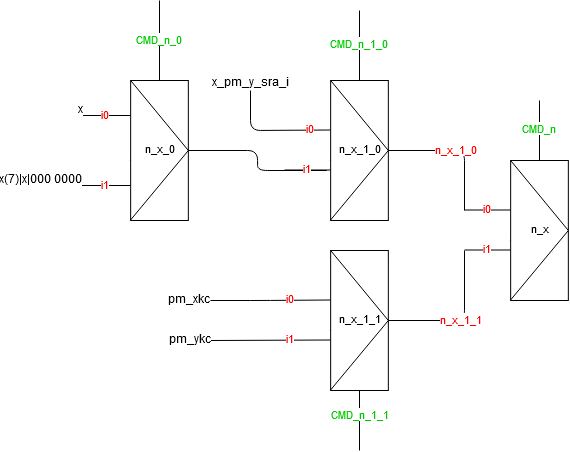 CMD_n_0
CMD_n_1_0
x_pm_y_sra_i
x
i0
n_x_0
x(7)|x|000 0000
i1
i0
n_x_1_0
i1
n_x_1_0
CMD_n
i0
n_x
i1
pm_xkc
i0
n_x_1_1
pm_ykc
i1
n_x_1_1
CMD_n_1_1